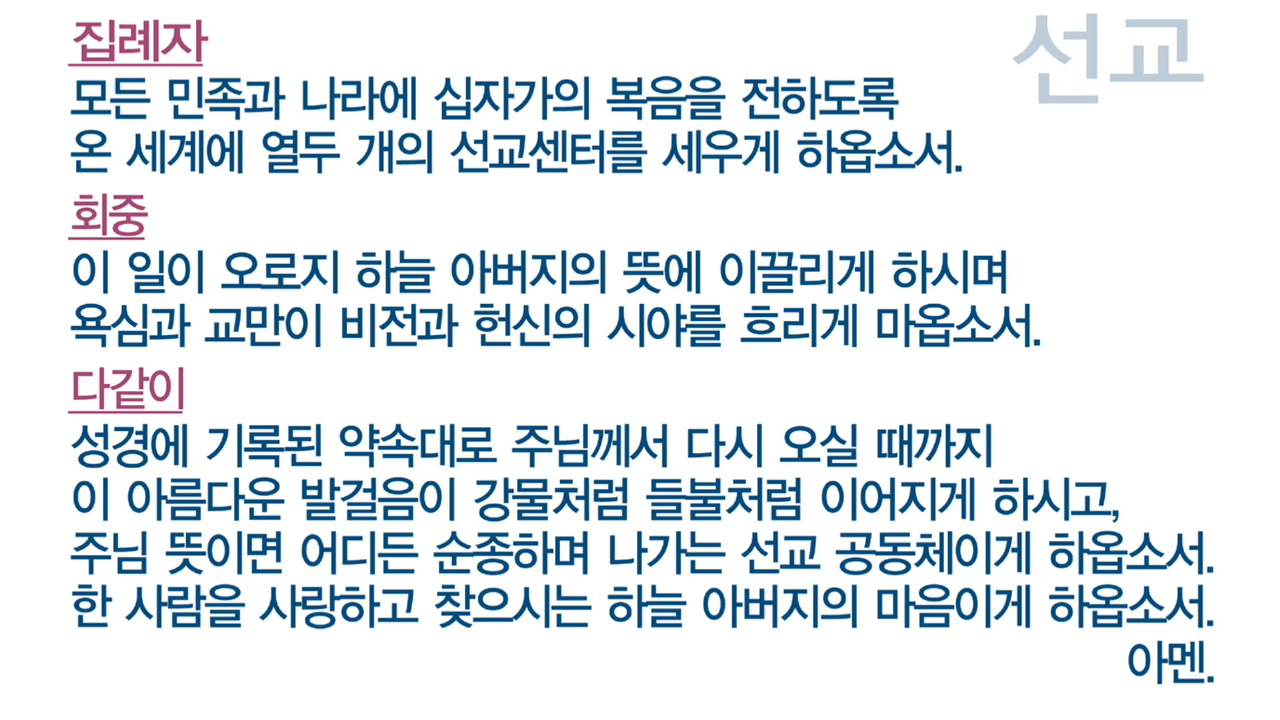 선교
집례자
모든 민족과 나라에 십자가의 복음을 전하도록
온 세계에 열두 개의 선교센터를 세우게 하옵소서.
회중
이 일이 오로지 하늘 아버지의 뜻에 이끌리게 하시며
욕심과 교만이 비전과 헌신의 시야를 흐리게 마옵소서.
다같이
성경에 기록된 약속대로 주님께서 다시 오실 때까지
이 아름다운 발걸음이 강물처럼 들불처럼 이어지게 하시고,
주님 뜻이면 어디든 순종하며 나가는 선교 공동체이게 하옵소서.
한 사람을 사랑하고 찾으시는 하늘 아버지의 마음이게 하옵소서.
아멘.